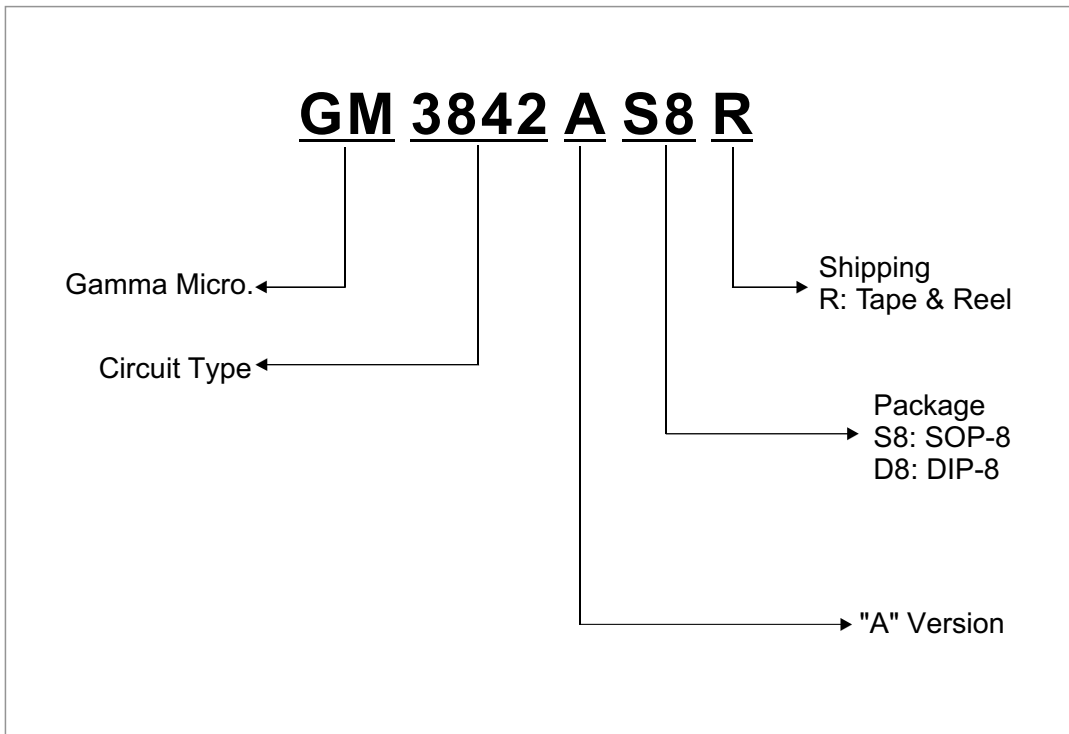 GM 3842 A S8 R
Gamma Micro.
Shipping
R: Tape & Reel
Circuit Type
Package
S8: SOP-8
D8: DIP-8
"A" Version